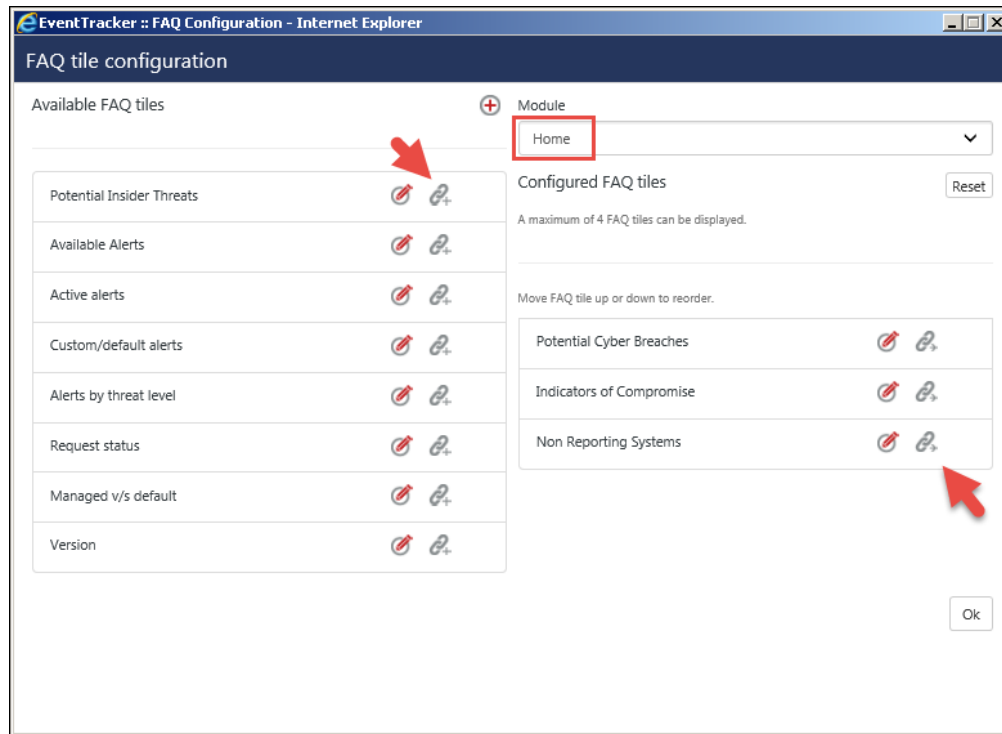 EventTracker :: FAQ Configuration - Internet Explorer
FAQ tile configuration
Available FAQ tiles
Potential Insider Threats
Available Alerts
Active alerts
Custom/default alerts
Alerts by threat level
Request status
Managed v/s default
Version
Module
Home
Configured FAQ tiles
Reset
A maximum of 4 FAQ tiles can be displayed.
Move FAQ tile up or down to reorder.
Potential Cyber Breaches
Indicators of Compromise
Non Reporting Systems
Ok